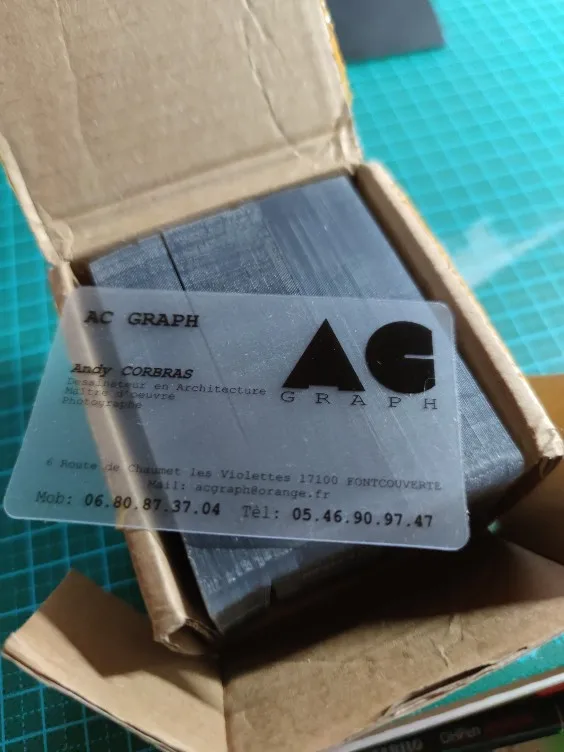 AC GRAPH
AG
GRAPH
Andy CORBRAS
Dessinateur en Architecture
Maître d'oeuvre
Photographe
6 Route de Chaumet les Violettes 17100 FONTCOUVERTE
Mail: acgraph@orange.fr
Mob: 06.80.87.37.04 Tèl: 05.46.90.97.47